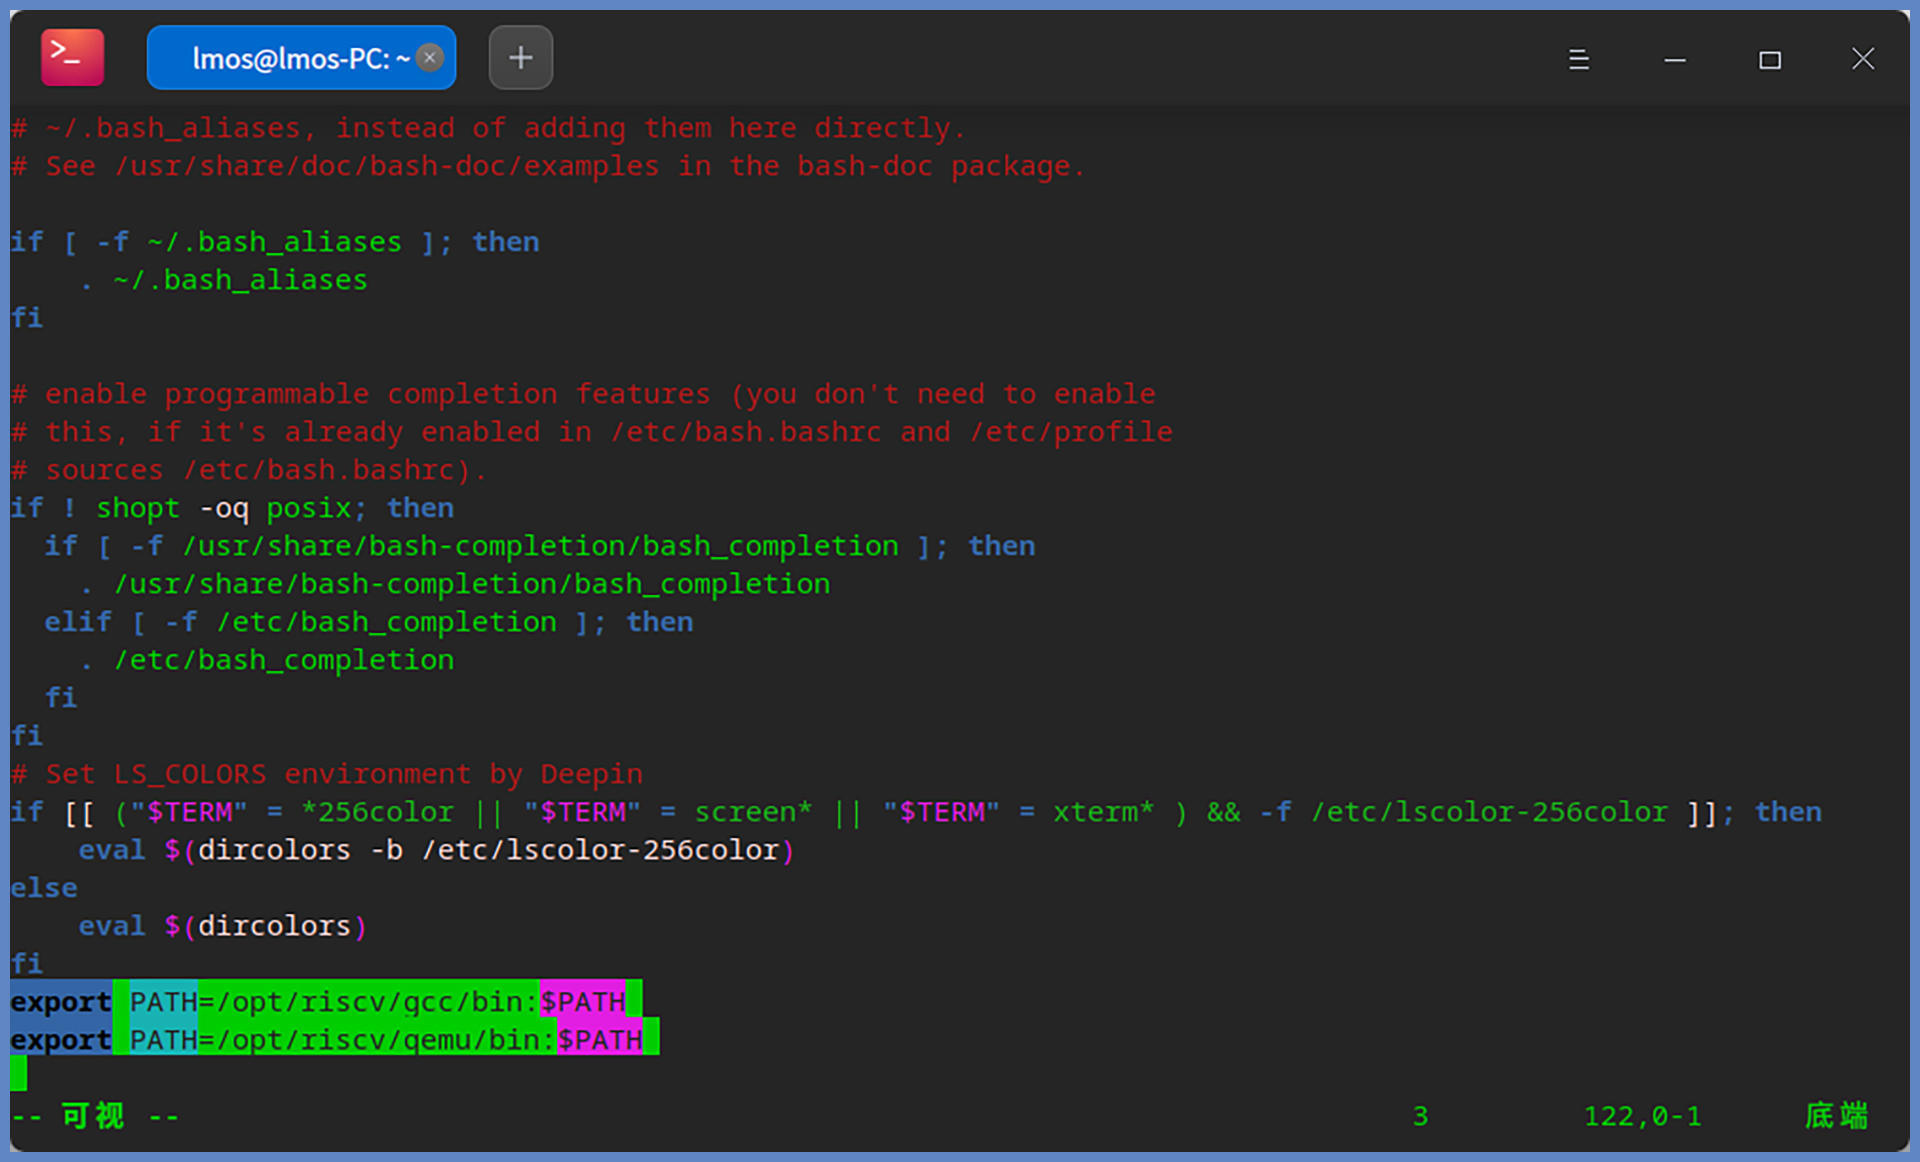 lmos@lmos-PC: ~
# ~/.bash_aliases, instead of adding them here directly.
# See /usr/share/doc/bash-doc/examples in the bash-doc package.
if [ -f ~/.bash_aliases ]; then
    . ~/.bash_aliases
fi
# enable programmable completion features (you don't need to enable
# this, if it's already enabled in /etc/bash.bashrc and /etc/profile
# sources /etc/bash.bashrc).
if ! shopt -oq posix; then
  if [ -f /usr/share/bash-completion/bash_completion ]; then
    . /usr/share/bash-completion/bash_completion
  elif [ -f /etc/bash_completion ]; then
    . /etc/bash_completion
  fi
fi
# Set LS_COLORS environment by Deepin
if [[ ("$TERM" = *256color || "$TERM" = screen* || "$TERM" = xterm* ) && -f /etc/lscolor-256color ]]; then
    eval $(dircolors -b /etc/lscolor-256color)
else
    eval $(dircolors)
fi
export PATH=/opt/riscv/gcc/bin:$PATH
export PATH=/opt/riscv/qemu/bin:$PATH
-- 可视 -- 3 122,0-1 底端